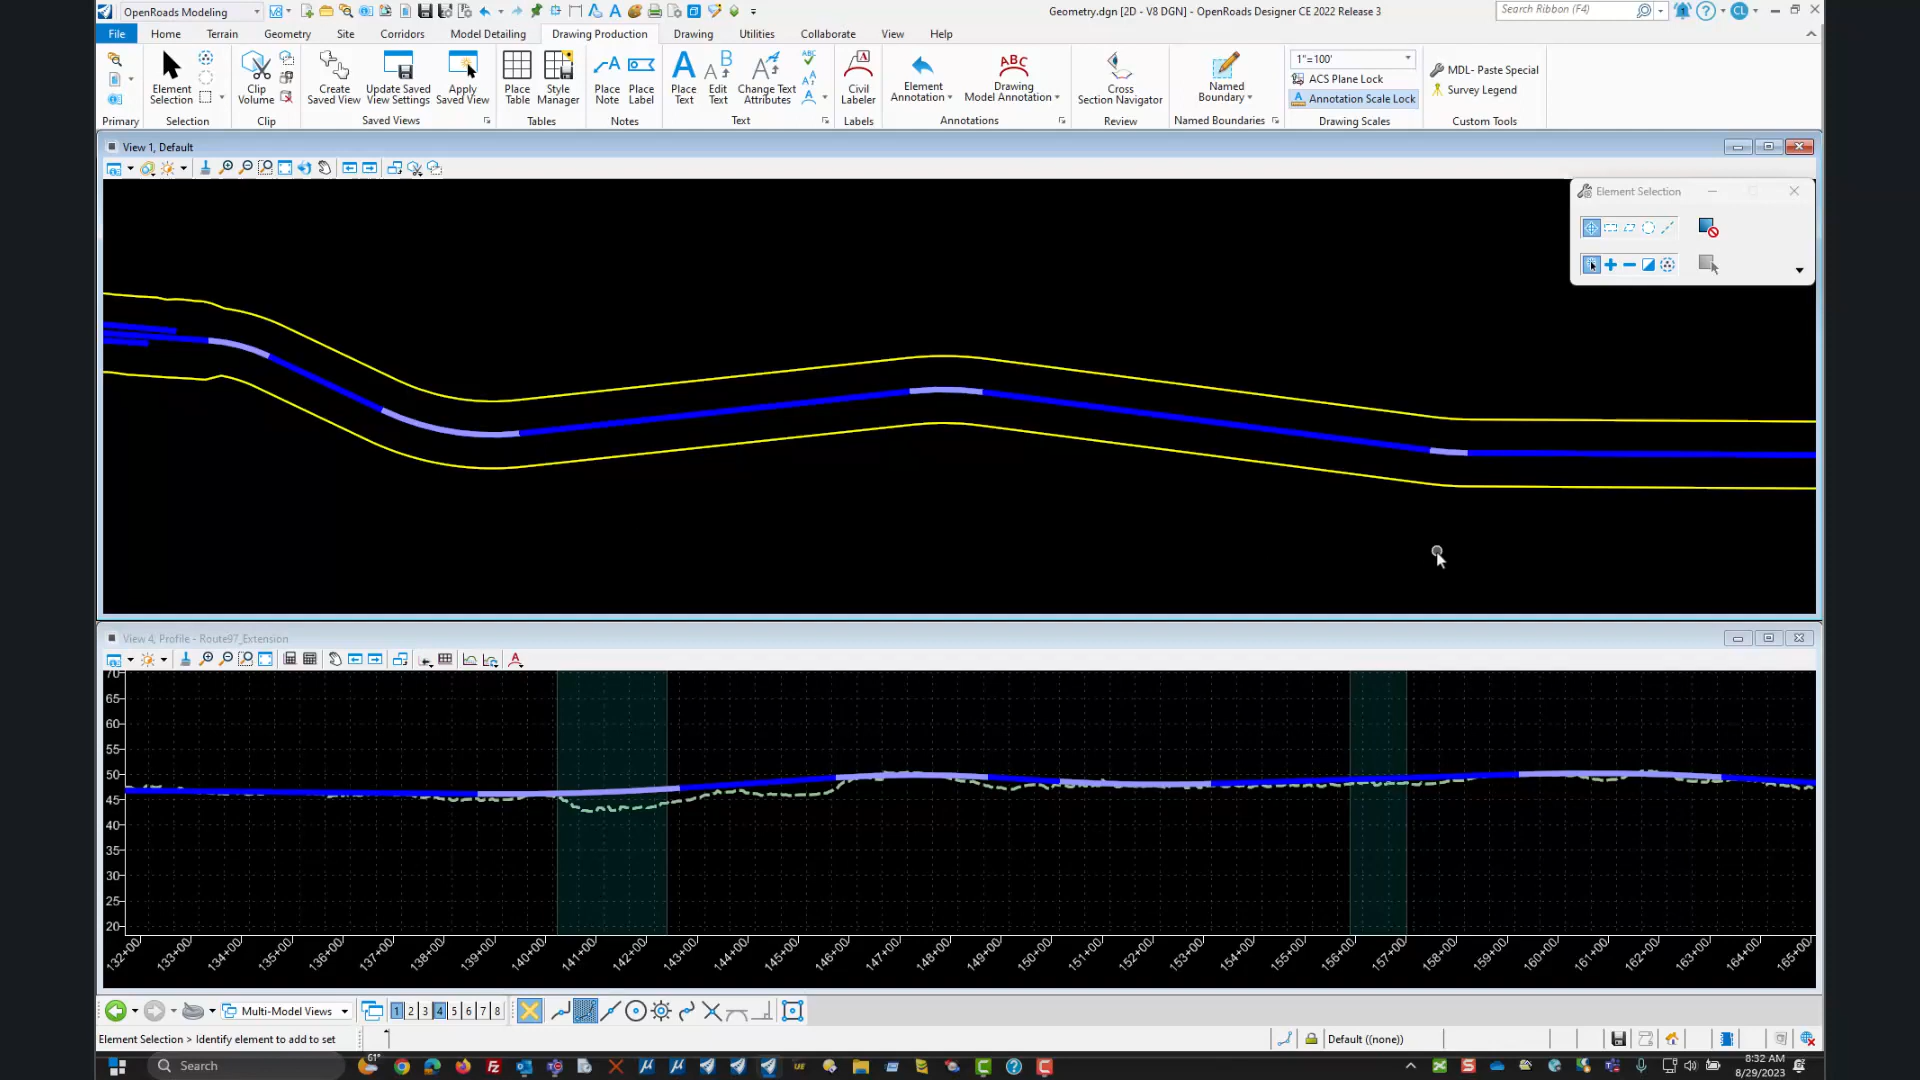 OpenRoads Modeling
Geometry.dgn [2D - V8 DGN] - OpenRoads Designer CE 2022 Release 3
Search Ribbon (F4)
CL
File Home Terrain Geometry Site Corridors Model Detailing Drawing Production Drawing Utilities Collaborate View Help
Element Selection
Clip Volume
Create Saved View
Update Saved View Settings
Apply Saved View
Place Table
Style Manager
Place Note
Place Label
Place Text
Edit Text
Change Text Attributes
Civil Labeler
Element Annotation
Drawing Model Annotation
Cross Section Navigator
Named Boundary
1"=100'
ACS Plane Lock
Annotation Scale Lock
MDL- Paste Special
Survey Legend
Primary Selection Clip Saved Views Tables Notes Text Labels Annotations Review Named Boundaries Drawing Scales Custom Tools
View 1, Default
Element Selection
View 4, Profile - Route97_Extension
70
65
60
55
50
45
40
35
30
25
20
132+00 133+00 134+00 135+00 136+00 137+00 138+00 139+00 140+00 141+00 142+00 143+00 144+00 145+00 146+00 147+00 148+00 149+00 150+00 151+00 152+00 153+00 154+00 155+00 156+00 157+00 158+00 159+00 160+00 161+00 162+00 163+00 164+00 165+00
Multi-Model Views 1 2 3 4 5 6 7 8
Element Selection > Identify element to add to set
Default ((none))
Search
61°
8:32 AM
8/29/2023